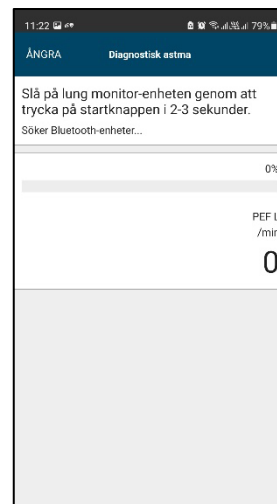 11:22 79%
ÅNGRA Diagnostisk astma
Slå på lung monitor-enheten genom att
trycka på startknappen i 2-3 sekunder.
Söker Bluetooth-enheter...
0%
PEF L
/min
0